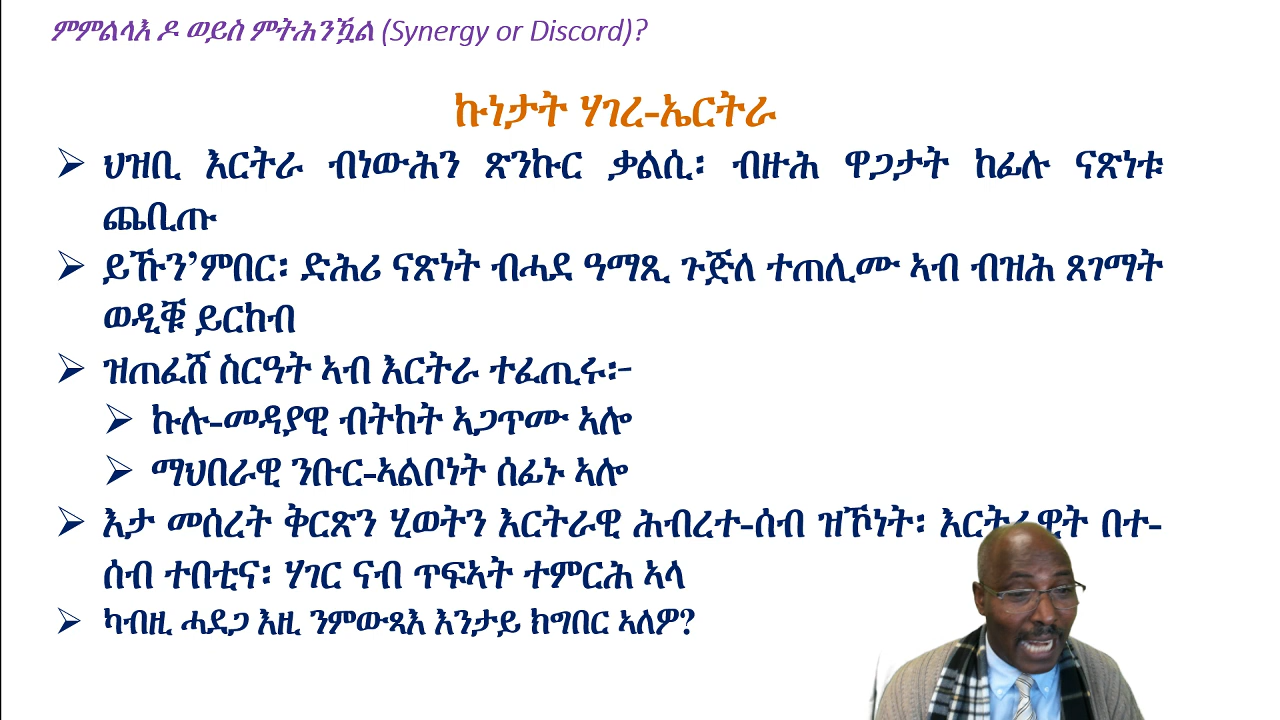 ምምልላእ ዶ ወይስ ምትሕንኳል (Synergy or Discord)?
ኩነታት ሃገረ-ኤርትራ
➢ ህዝቢ እርትራ ብነውሕን ጽንኩር ቃልሲ፡ ብዙሕ ዋጋታት ከፊሉ ናጽነቱ
ጨቢጡ
➢ ይኹን’ምበር፡ ድሕሪ ናጽነት ብሓደ ዓማጺ ጉጅለ ተጠሊሙ ኣብ ብዝሕ ጸገማት
ወዲቑ ይርከብ
➢ ዝጠፈሸ ስርዓት ኣብ እርትራ ተፈጢሩ፦
➢ ኩሉ-መዳያዊ ብትከት ኣጋጥሙ ኣሎ
➢ ማህበራዊ ንቡር-ኣልቦነት ሰፊኑ ኣሎ
➢ እታ መሰረት ቅርጽን ሂወትን እርትራዊ ሕብረተ-ሰብ ዝኾነት፡ እርትራዊት በተ-
ሰብ ተበቲና፡ ሃገር ናብ ጥፍኣት ተምርሕ ኣላ
➢ ካብዚ ሓደጋ እዚ ንምውጻእ እንታይ ክግበር ኣለዎ?